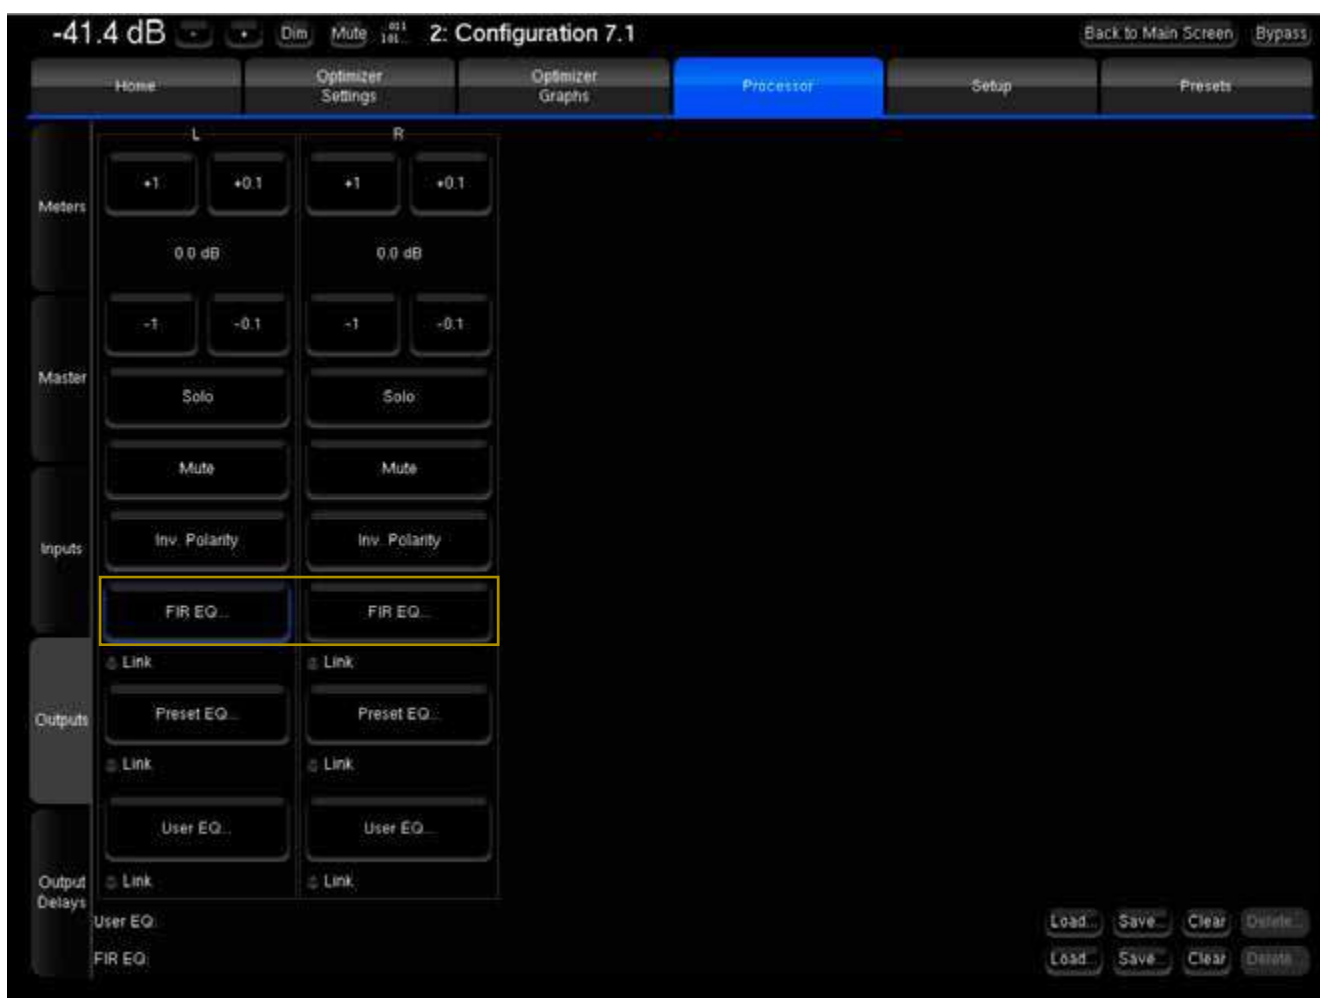 -41.4 dB - + Dim Mute 2: Configuration 7.1 Back to Main Screen Bypass
Home Optimizer Settings Optimizer Graphs Processor Setup Presets
L R
+1 +0.1 +1 +0.1
Meters
0.0 dB 0.0 dB
-1 -0.1 -1 -0.1
Master
Solo Solo
Mute Mute
Inputs
Inv. Polarity Inv. Polarity
FIR EQ... FIR EQ...
Link Link
Outputs
Preset EQ... Preset EQ...
Link Link
User EQ... User EQ...
Output Delays
Link Link
User EQ: Load... Save... Clear Delete...
FIR EQ: Load... Save... Clear Delete...